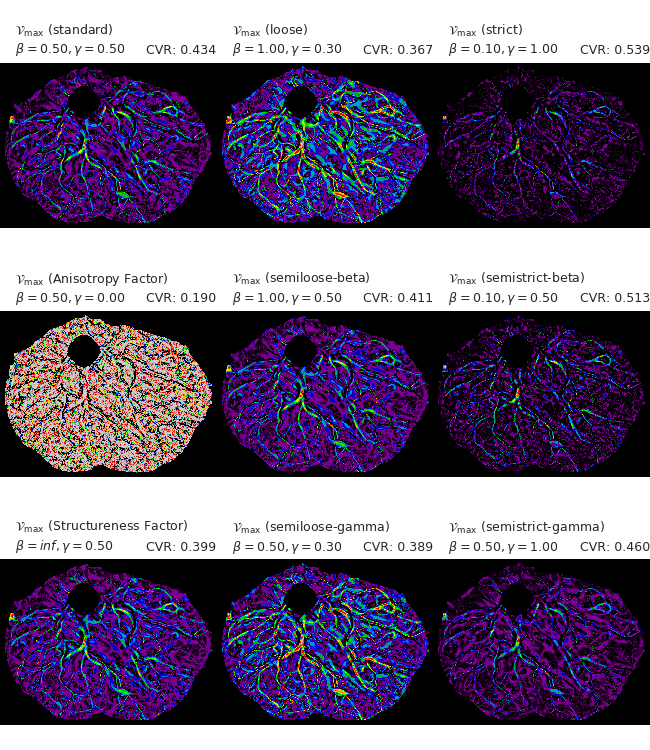 𝒱max (standard)
β = 0.50, γ = 0.50 CVR: 0.434
𝒱max (loose)
β = 1.00, γ = 0.30 CVR: 0.367
𝒱max (strict)
β = 0.10, γ = 1.00 CVR: 0.539
𝒱max (Anisotropy Factor)
β = 0.50, γ = 0.00 CVR: 0.190
𝒱max (semiloose-beta)
β = 1.00, γ = 0.50 CVR: 0.411
𝒱max (semistrict-beta)
β = 0.10, γ = 0.50 CVR: 0.513
𝒱max (Structureness Factor)
β = inf, γ = 0.50 CVR: 0.399
𝒱max (semiloose-gamma)
β = 0.50, γ = 0.30 CVR: 0.389
𝒱max (semistrict-gamma)
β = 0.50, γ = 1.00 CVR: 0.460